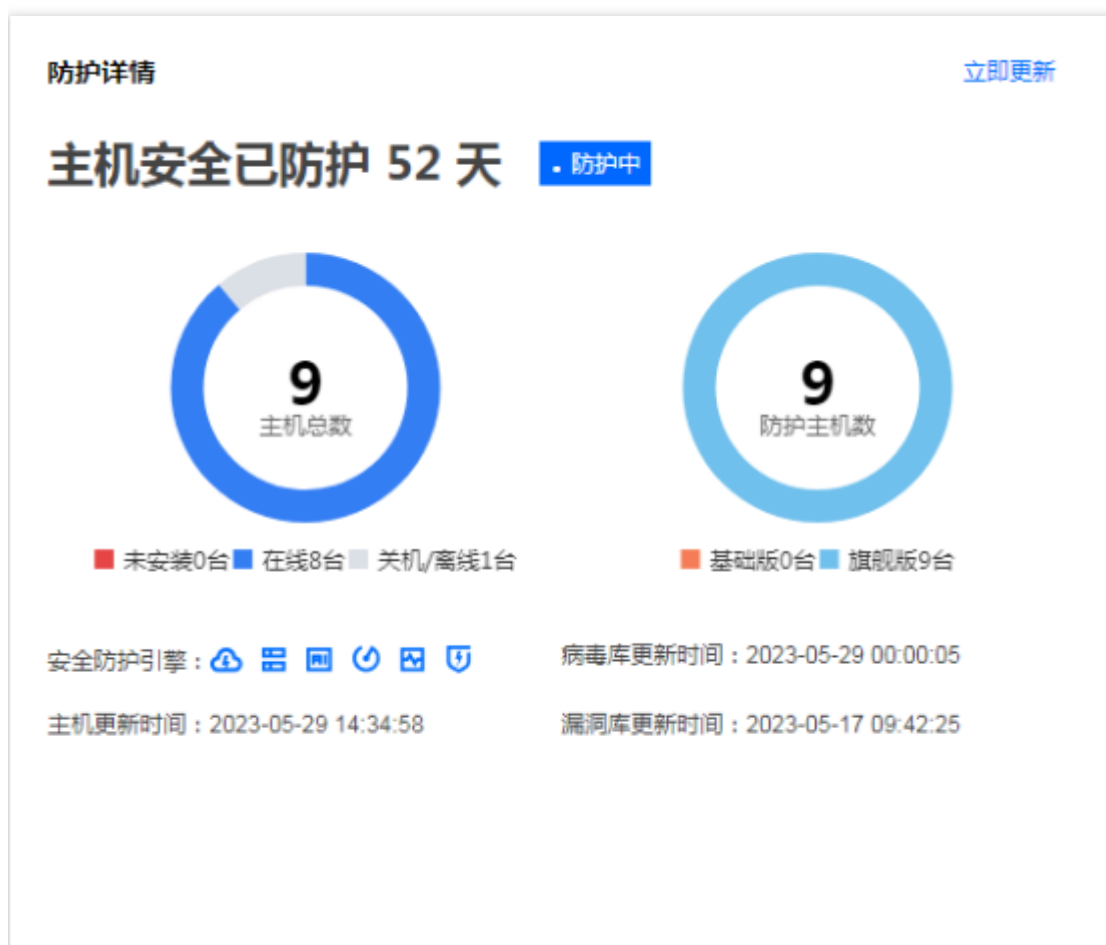 防护详情
立即更新
主机安全已防护 52 天
防护中
9
主机总数
9
防护主机数
未安装0台 在线8台 关机/离线1台
基础版0台 旗舰版9台
安全防护引擎：
病毒库更新时间：2023-05-29 00:00:05
主机更新时间：2023-05-29 14:34:58
漏洞库更新时间：2023-05-17 09:42:25